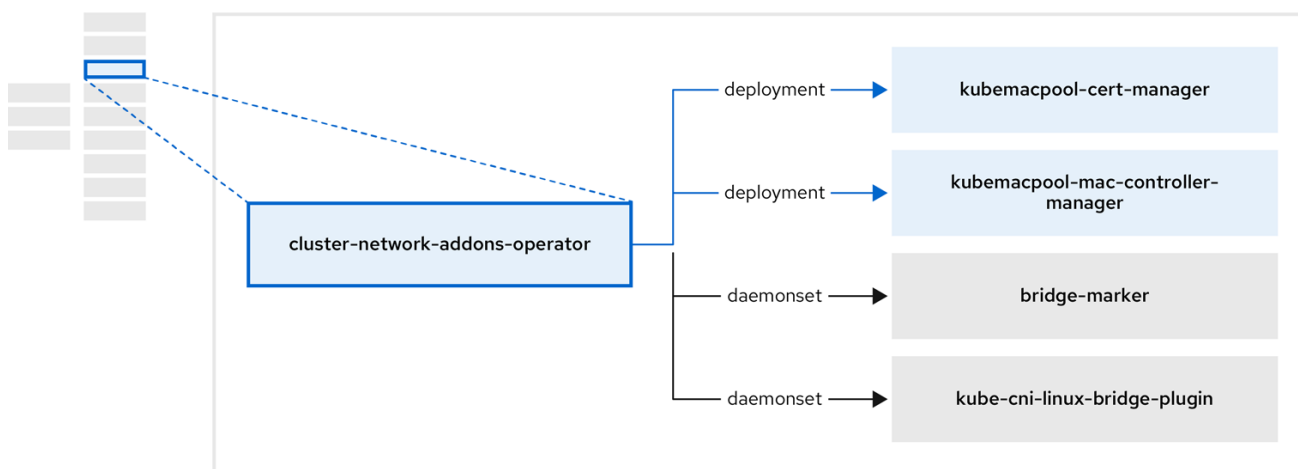 deployment
kubemacpool-cert-manager
deployment
kubemacpool-mac-controller-
manager
cluster-network-addons-operator
daemonset
bridge-marker
daemonset
kube-cni-linux-bridge-plugin